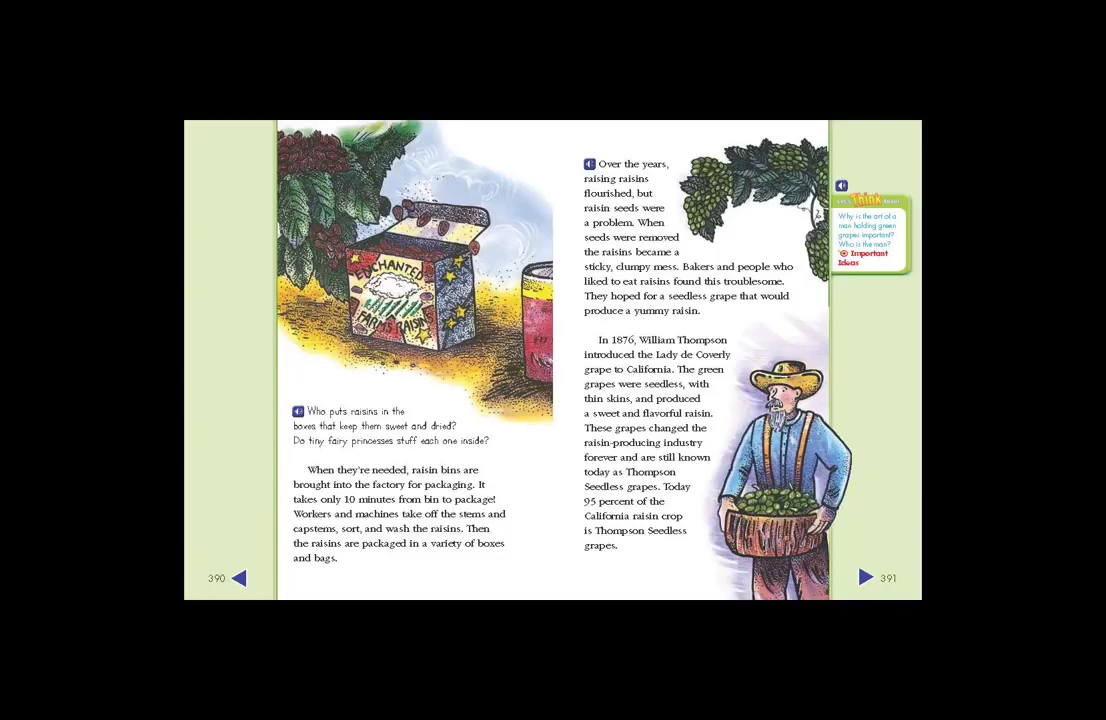 ENCHANTED
FARMS RAISINS
Who puts raisins in the
boxes that keep them sweet and dried?
Do tiny fairy princesses stuff each one inside?
When they're needed, raisin bins are
brought into the factory for packaging. It
takes only 10 minutes from bin to package!
Workers and machines take off the stems and
capstems, sort, and wash the raisins. Then
the raisins are packaged in a variety of boxes
and bags.
390
Over the years,
raising raisins
flourished, but
raisin seeds were
a problem. When
seeds were removed
the raisins became a
sticky, clumpy mess. Bakers and people who
liked to eat raisins found this troublesome.
They hoped for a seedless grape that would
produce a yummy raisin.
In 1876, William Thompson
introduced the Lady de Coverly
grape to California. The green
grapes were seedless, with
thin skins, and produced
a sweet and flavorful raisin.
These grapes changed the
raisin-producing industry
forever and are still known
today as Thompson
Seedless grapes. Today
95 percent of the
California raisin crop
is Thompson Seedless
grapes.
Let's Think About
Why is the art of a
man holding green
grapes important?
Who is the man?
Important
Ideas
391